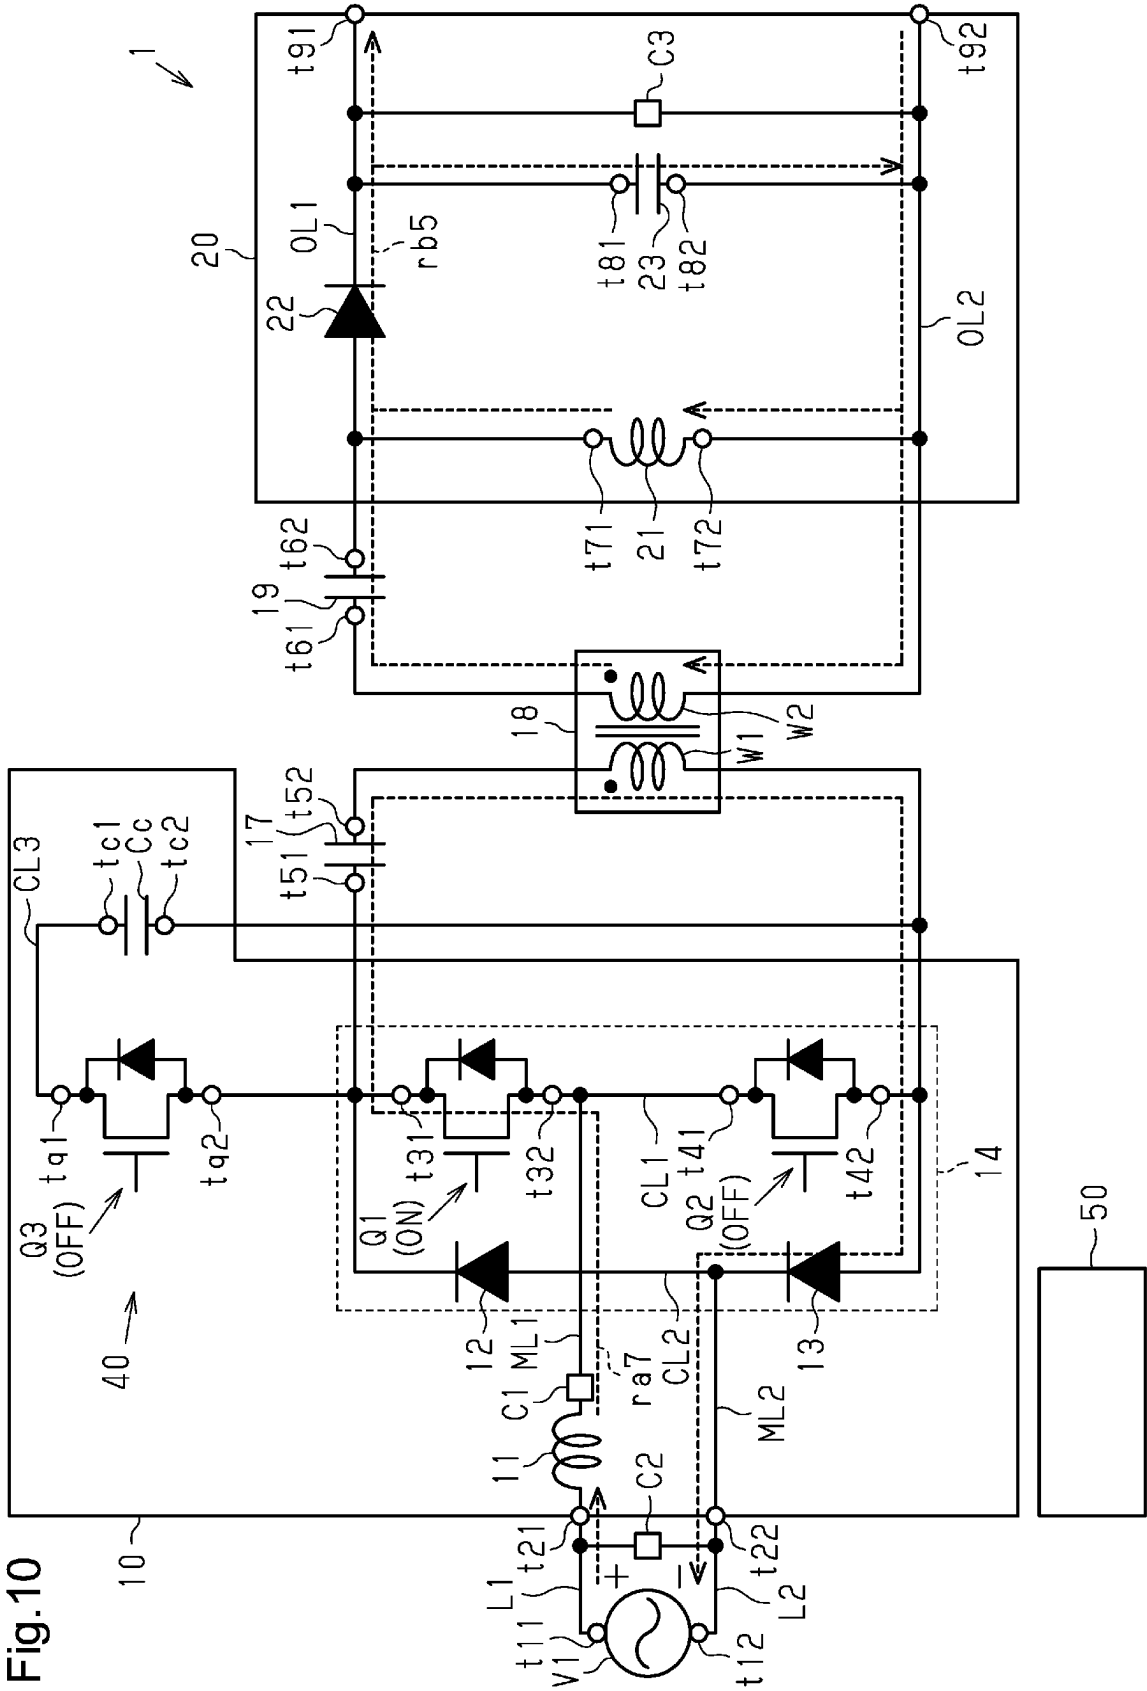 Fig.10
1
10
40
Q3
(OFF)
tq1
tq2
CL3
tc1
Cc
tc2
20
t91
OL1
22
rb5
C3
t81
23
t82
t92
OL2
t71
21
t72
t62
19
t61
18
W1
W2
t52
17
t51
Q1
(ON)
t31
t32
CL1
t41
Q2
(OFF)
t42
14
12
ML1
ra7
CL2
13
C1
11
ML2
C2
t21
t22
L1
+
−
L2
t11
V1
t12
50